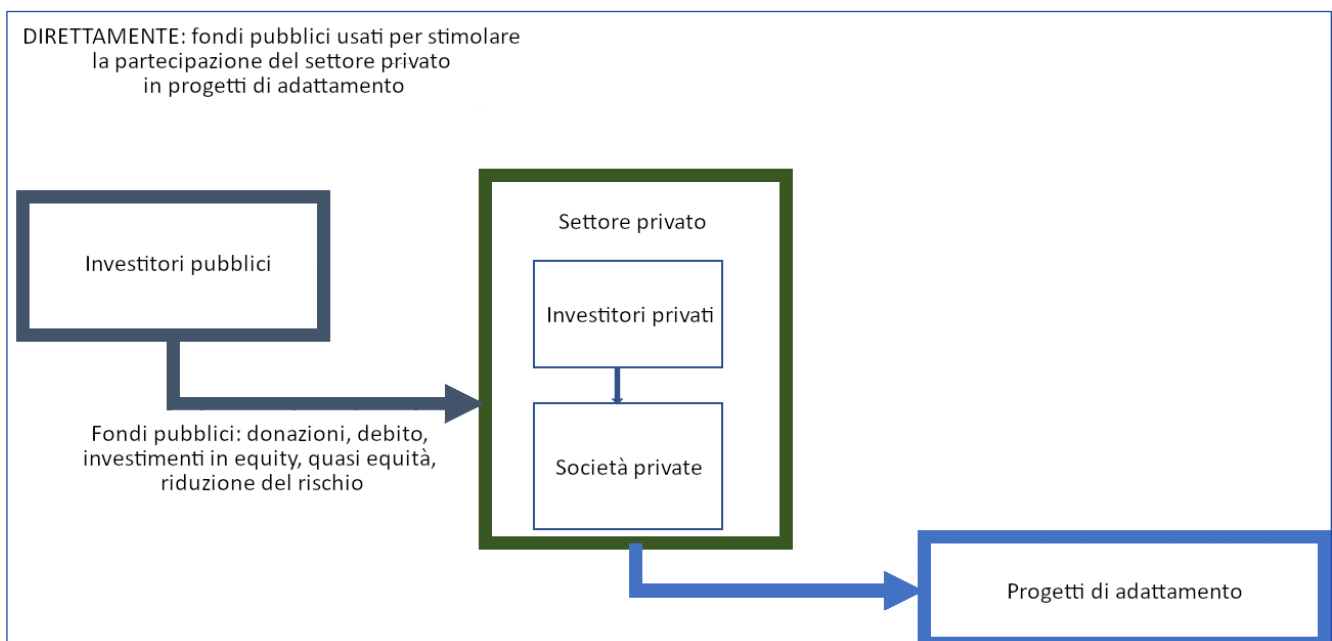 DIRETTAMENTE: fondi pubblici usati per stimolare
la partecipazione del settore privato
in progetti di adattamento
Investitori pubblici
Settore privato
Investitori privati
Fondi pubblici: donazioni, debito,
investimenti in equity, quasi equità,
riduzione del rischio
Società private
Progetti di adattamento